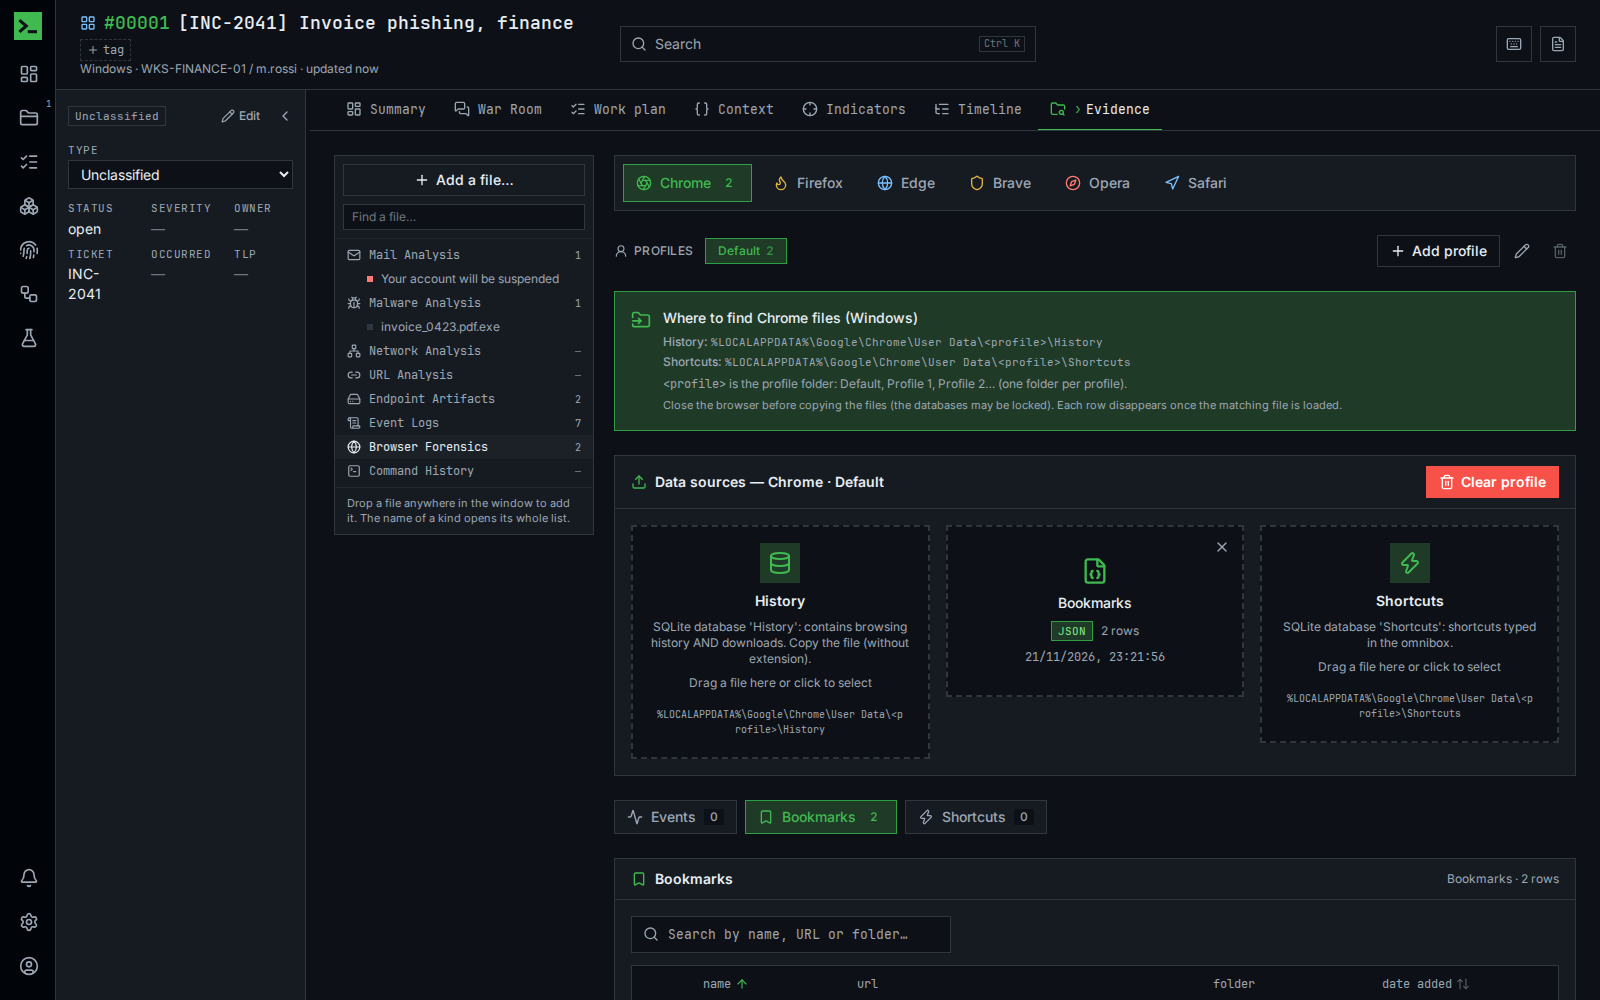 #00001 [INC-2041] Invoice phishing, finance
+ tag
Windows · WKS-FINANCE-01 / m.rossi · updated now
Search
Ctrl K
1
Unclassified
Edit
TYPE
Unclassified
STATUS SEVERITY OWNER
open — —
TICKET OCCURRED TLP
INC-2041 — —
Summary War Room Work plan Context Indicators Timeline › Evidence
+ Add a file...
Find a file...
Mail Analysis 1
Your account will be suspended
Malware Analysis 1
invoice_0423.pdf.exe
Network Analysis —
URL Analysis —
Endpoint Artifacts 2
Event Logs 7
Browser Forensics 2
Command History —
Drop a file anywhere in the window to add
it. The name of a kind opens its whole list.
Chrome 2 Firefox Edge Brave Opera Safari
PROFILES Default 2
+ Add profile
Where to find Chrome files (Windows)
History: %LOCALAPPDATA%\Google\Chrome\User Data\<profile>\History
Shortcuts: %LOCALAPPDATA%\Google\Chrome\User Data\<profile>\Shortcuts
<profile> is the profile folder: Default, Profile 1, Profile 2... (one folder per profile).
Close the browser before copying the files (the databases may be locked). Each row disappears once the matching file is loaded.
Data sources — Chrome · Default
Clear profile
History
SQLite database 'History': contains browsing
history AND downloads. Copy the file (without
extension).
Drag a file here or click to select
%LOCALAPPDATA%\Google\Chrome\User Data\<p
rofile>\History
Bookmarks
JSON 2 rows
21/11/2026, 23:21:56
Shortcuts
SQLite database 'Shortcuts': shortcuts typed
in the omnibox.
Drag a file here or click to select
%LOCALAPPDATA%\Google\Chrome\User Data\<p
rofile>\Shortcuts
Events 0 Bookmarks 2 Shortcuts 0
Bookmarks
Bookmarks · 2 rows
Search by name, URL or folder…
name url folder date added